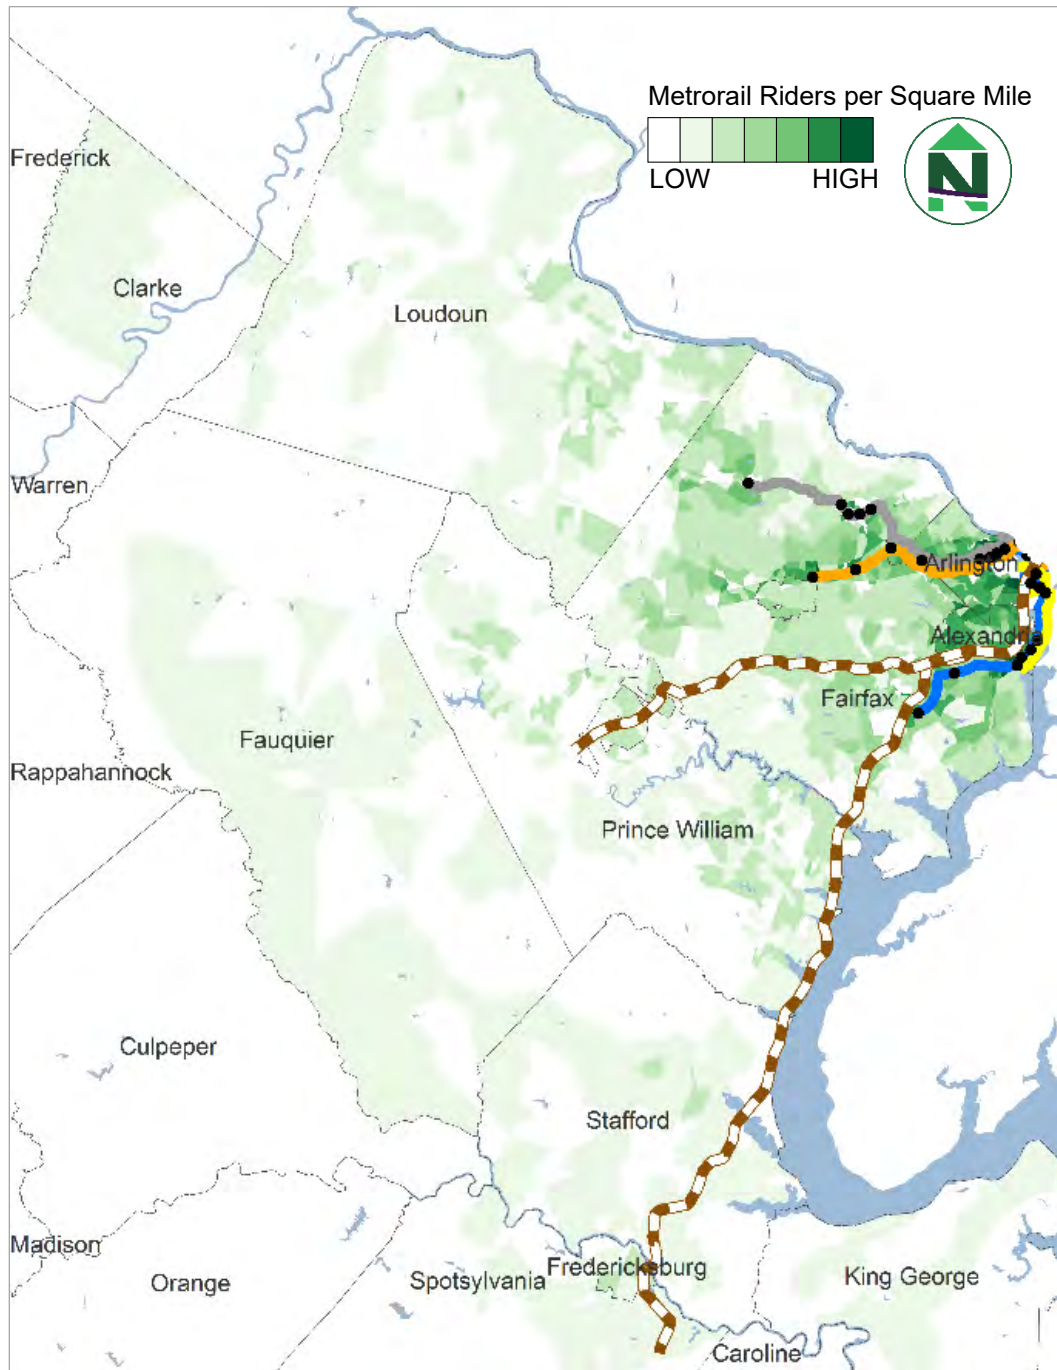 Metrorail Riders per Square Mile
LOW HIGH
N
Frederick
Clarke
Loudoun
Warren
Arlington
Alexandria
Fairfax
Fauquier
Rappahannock
Prince William
Culpeper
Stafford
Madison
Orange
Spotsylvania
Fredericksburg
King George
Caroline